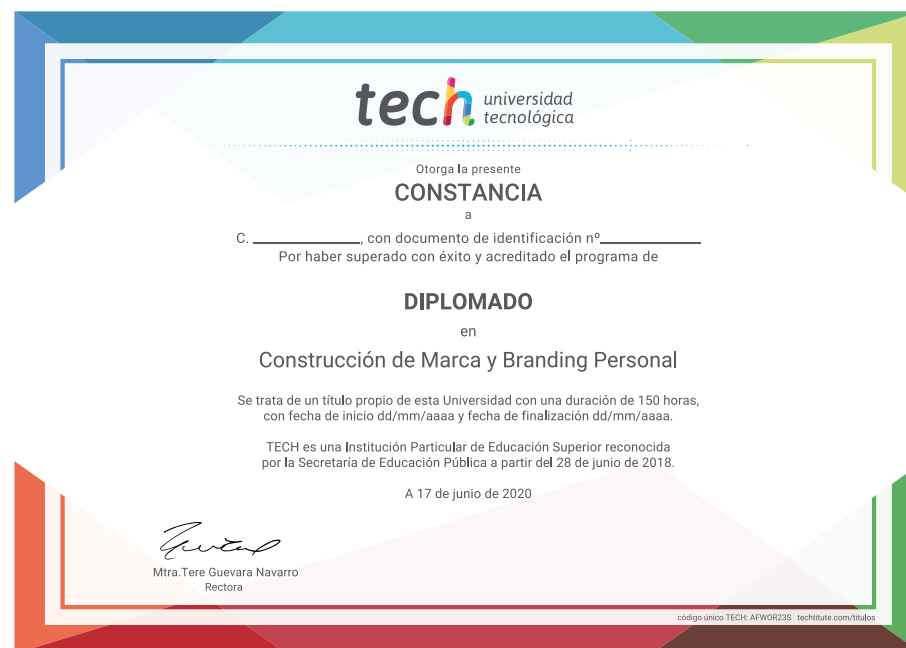 tech universidad
tecnológica
Otorga la presente
CONSTANCIA
a
C. ____________, con documento de identificación nº____________
Por haber superado con éxito y acreditado el programa de
DIPLOMADO
en
Construcción de Marca y Branding Personal
Se trata de un título propio de esta Universidad con una duración de 150 horas,
con fecha de inicio dd/mm/aaaa y fecha de finalización dd/mm/aaaa.
TECH es una Institución Particular de Educación Superior reconocida
por la Secretaría de Educación Pública a partir del 28 de junio de 2018.
A 17 de junio de 2020
Mtra.Tere Guevara Navarro
Rectora
código único TECH: AFWOR23S techtitute.com/titulos